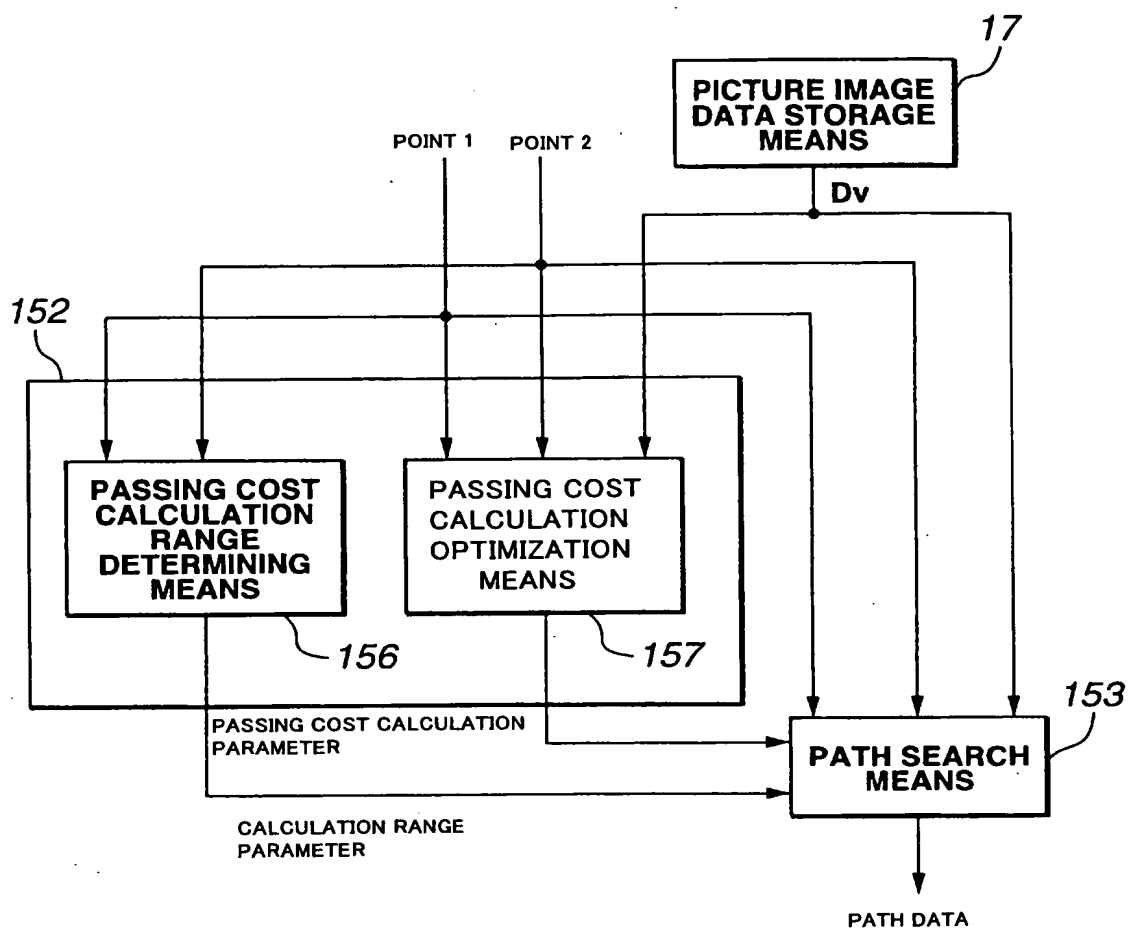 17
PICTURE IMAGE
DATA STORAGE
MEANS
POINT 1
POINT 2
Dv
152
PASSING COST
CALCULATION
RANGE
DETERMINING
MEANS
PASSING COST
CALCULATION
OPTIMIZATION
MEANS
156
157
153
PASSING COST CALCULATION
PARAMETER
PATH SEARCH
MEANS
CALCULATION RANGE
PARAMETER
PATH DATA